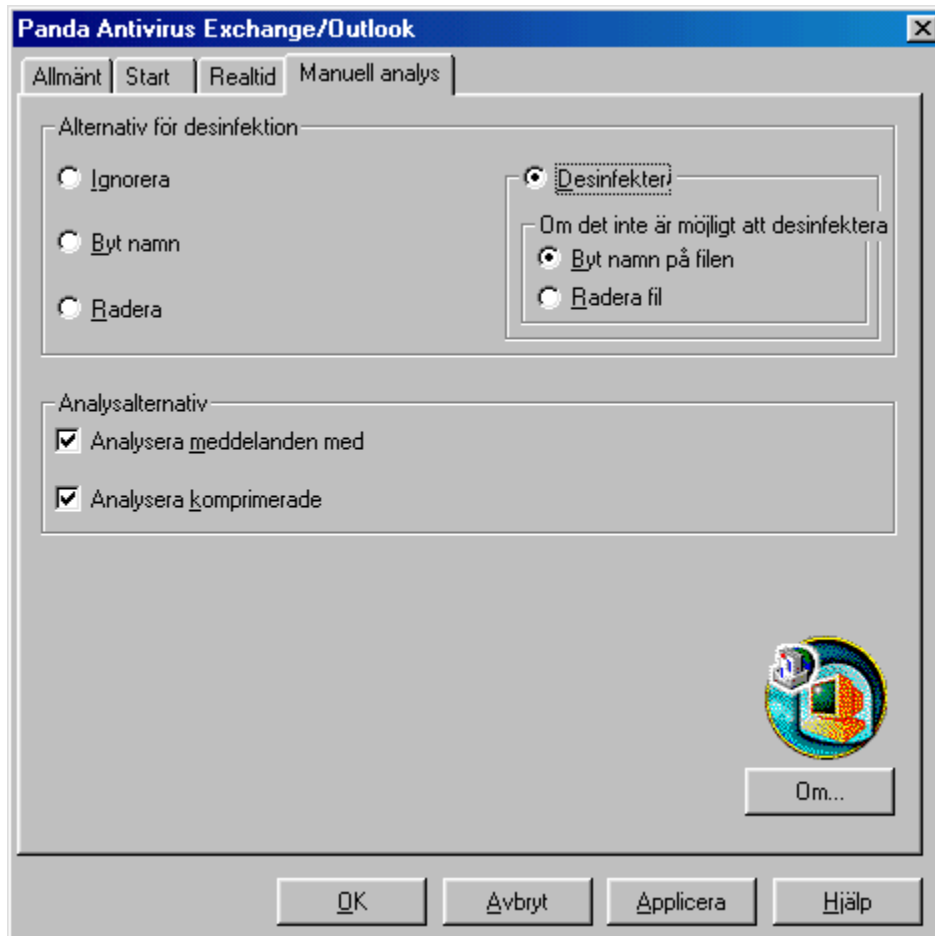 Panda Antivirus Exchange/Outlook
Allmänt Start Realtid Manuell analys
Alternativ för desinfektion
Ignorera
Byt namn
Radera
Desinfekter
Om det inte är möjligt att desinfektera
Byt namn på filen
Radera fil
Analysalternativ
Analysera meddelanden med
Analysera komprimerade
Om...
OK Avbryt Applicera Hjälp